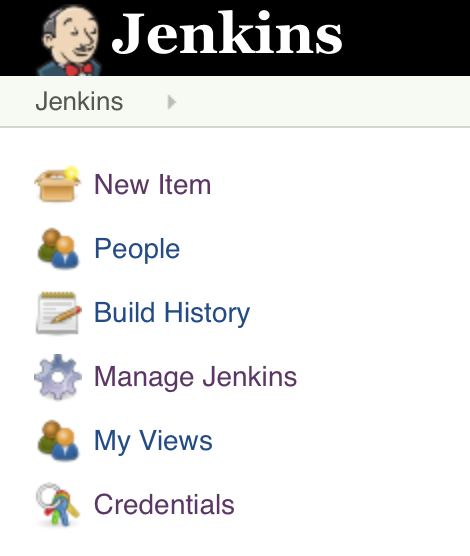 Jenkins
Jenkins
New Item
People
Build History
Manage Jenkins
My Views
Credentials